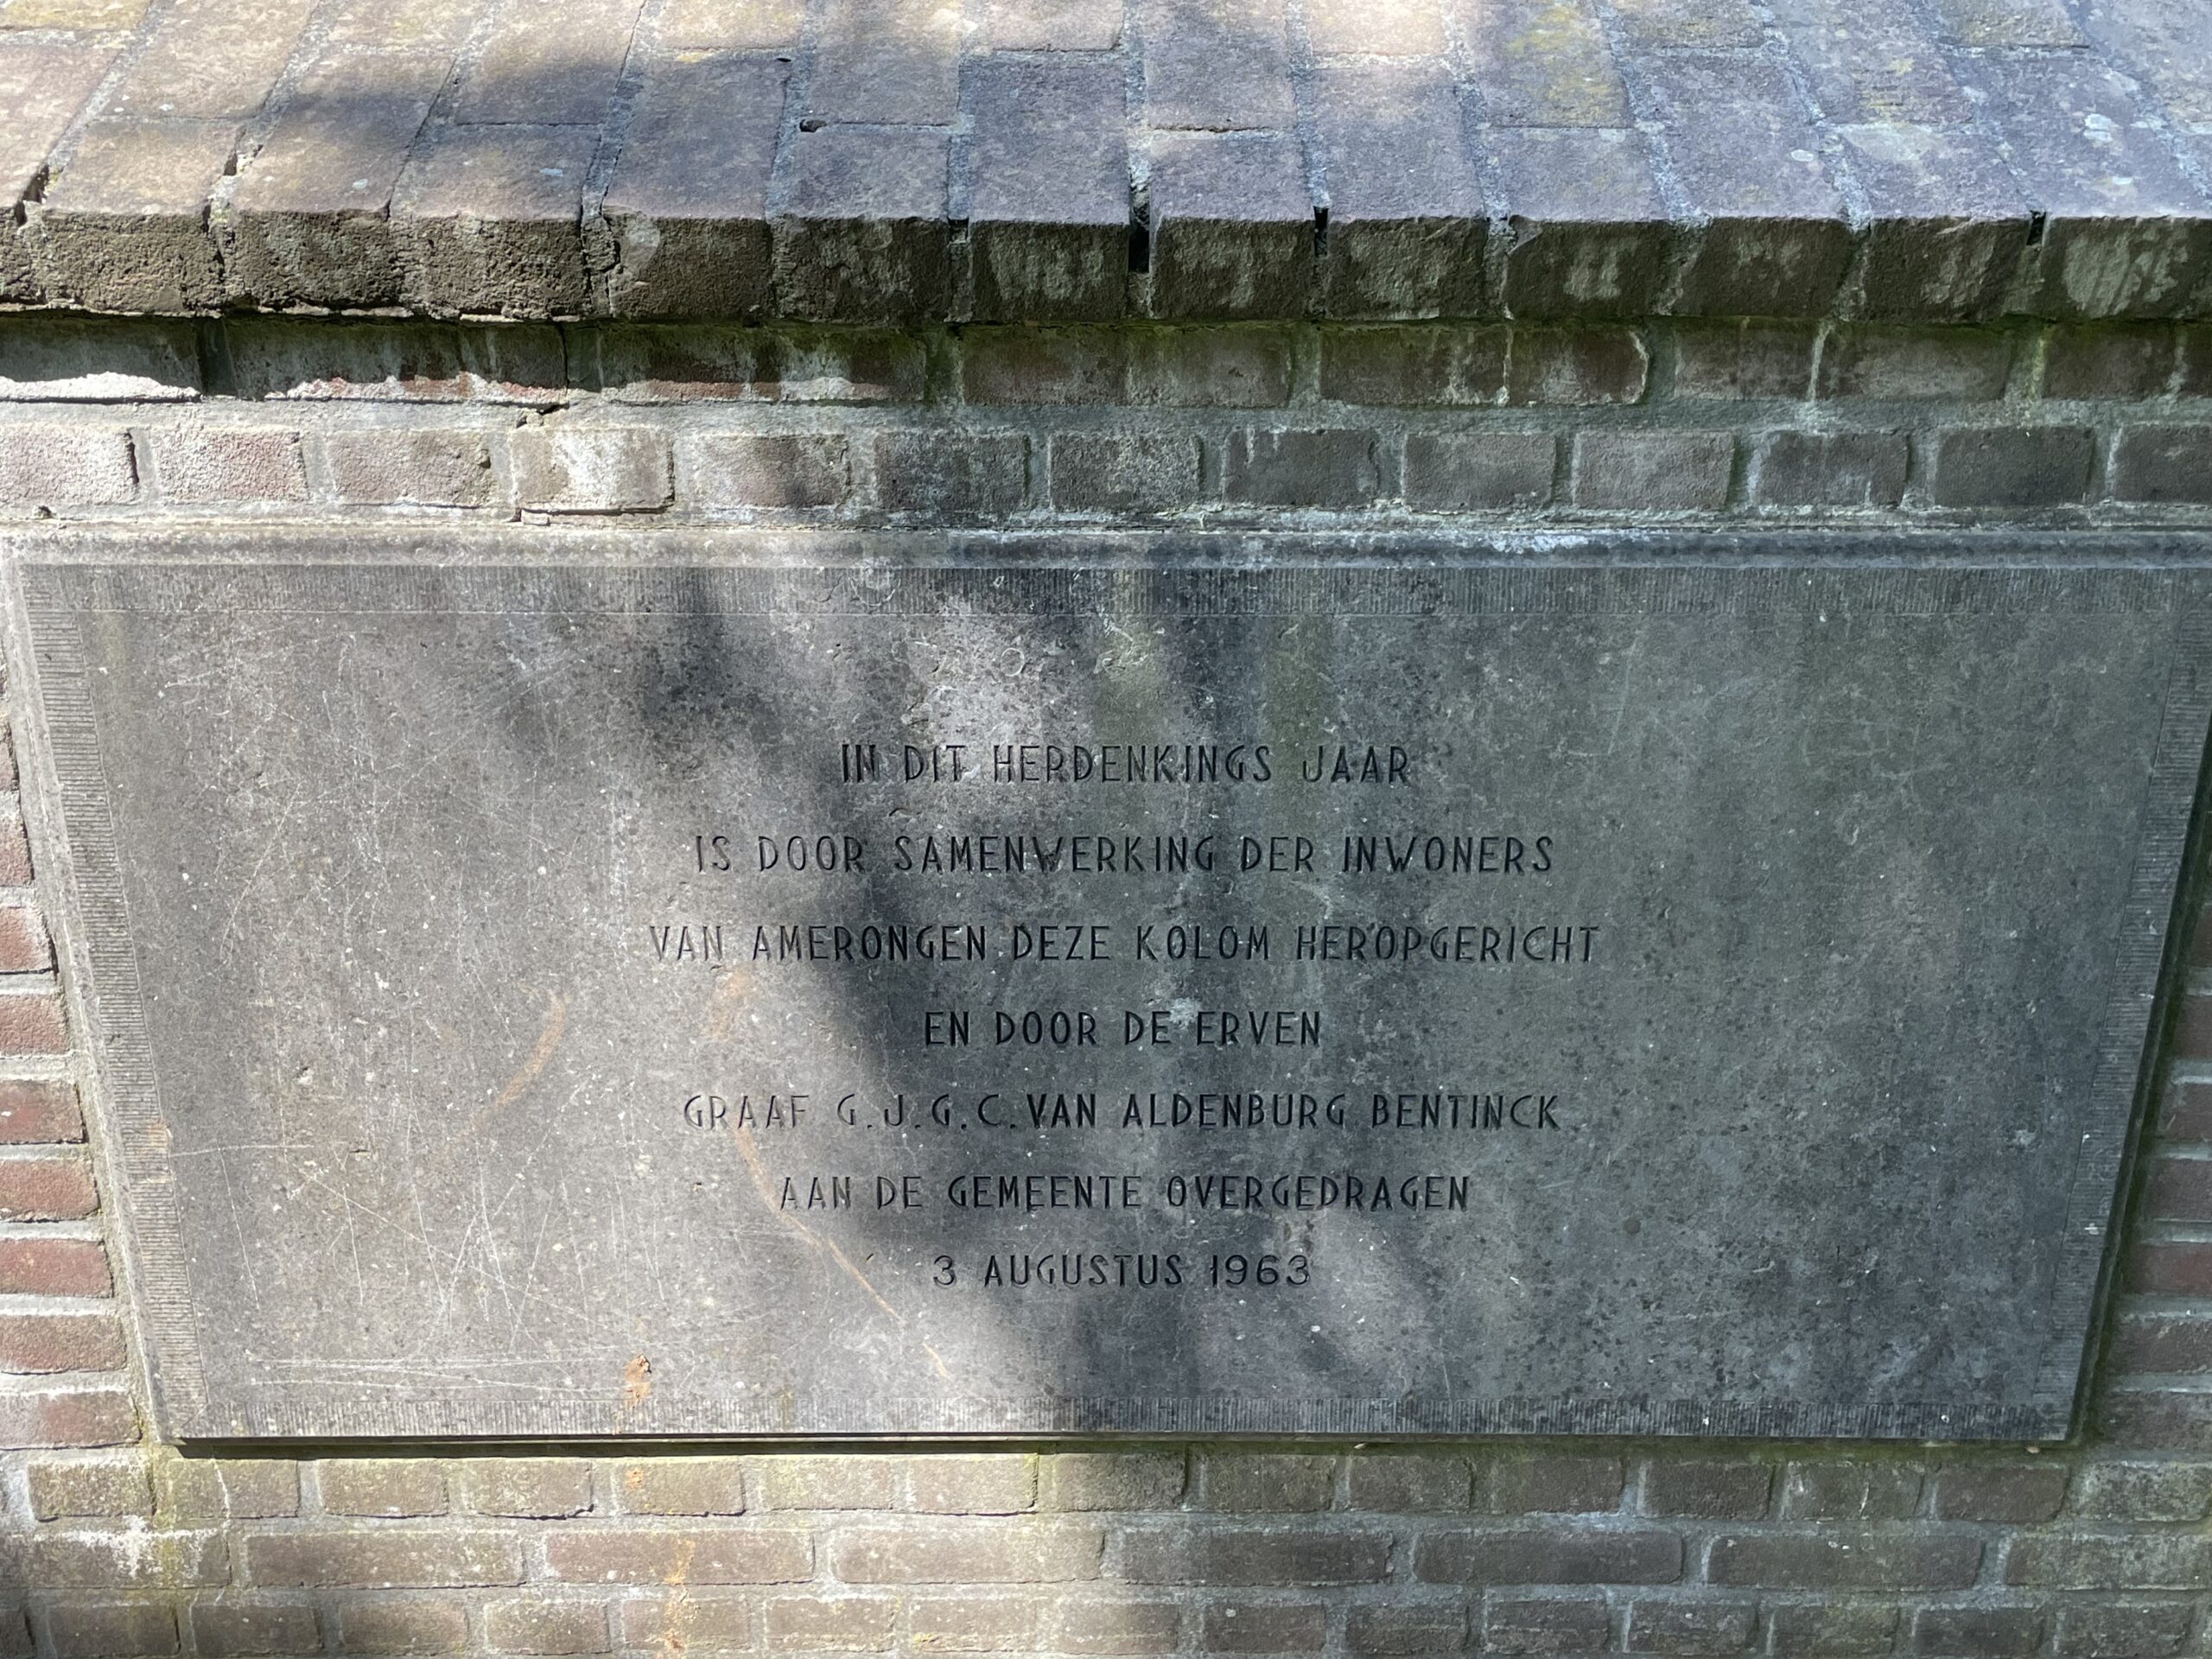 IN DIT HERDENKINGS JAAR
IS DOOR SAMENWERKING DER INWONERS
VAN AMERONGEN DEZE KOLOM HEROPGERICHT
EN DOOR DE ERVEN
GRAAF G.J.G.C. VAN ALDENBURG BENTINCK
AAN DE GEMEENTE OVERGEDRAGEN
3 AUGUSTUS 1963